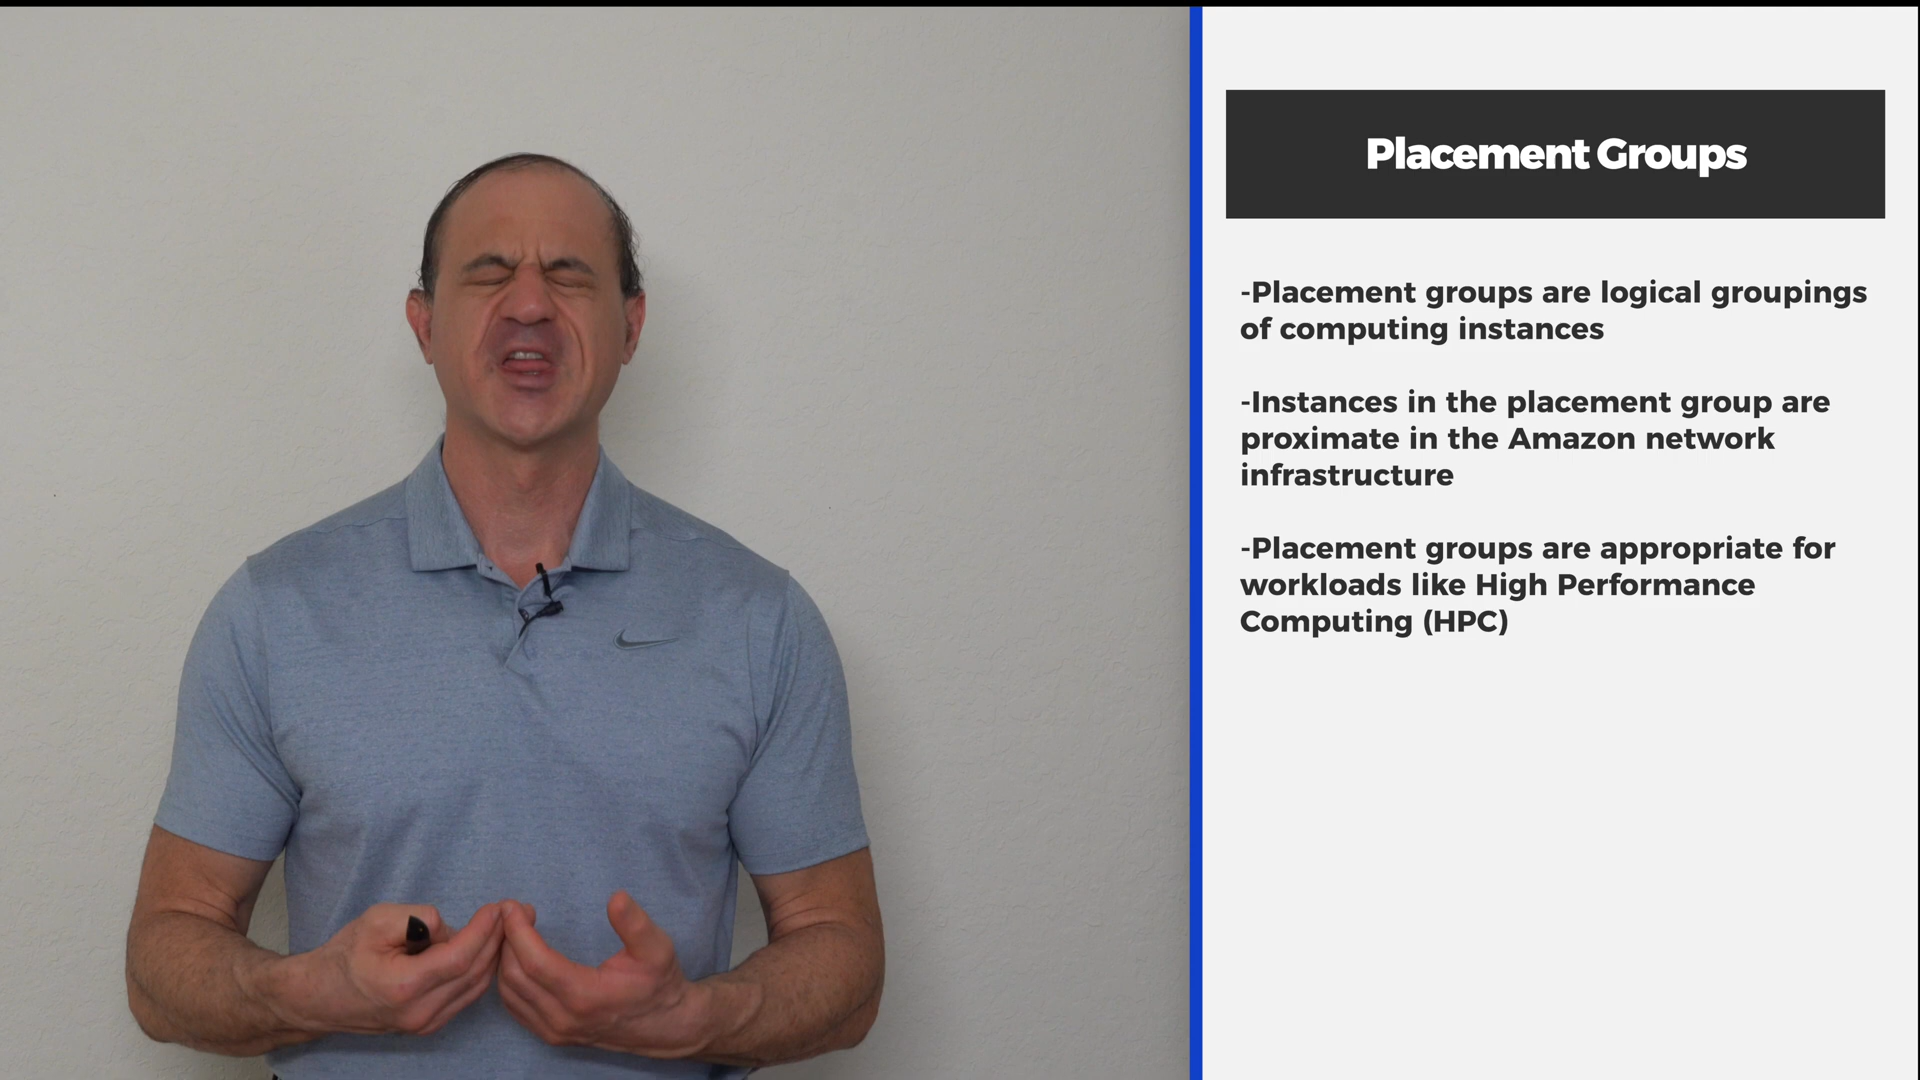 Placement Groups
-Placement groups are logical groupings
of computing instances
-Instances in the placement group are
proximate in the Amazon network
infrastructure
-Placement groups are appropriate for
workloads like High Performance
Computing (HPC)